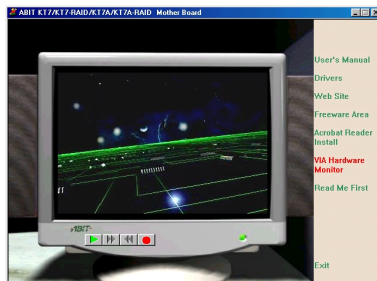 ABIT KT7/KT7-RAID/KT7A/KT7A-RAID Mother Board
User's Manual
Drivers
Web Site
Freeware Area
Acrobat Reader
Install
VIA Hardware
Monitor
Read Me First
ABIT
Exit